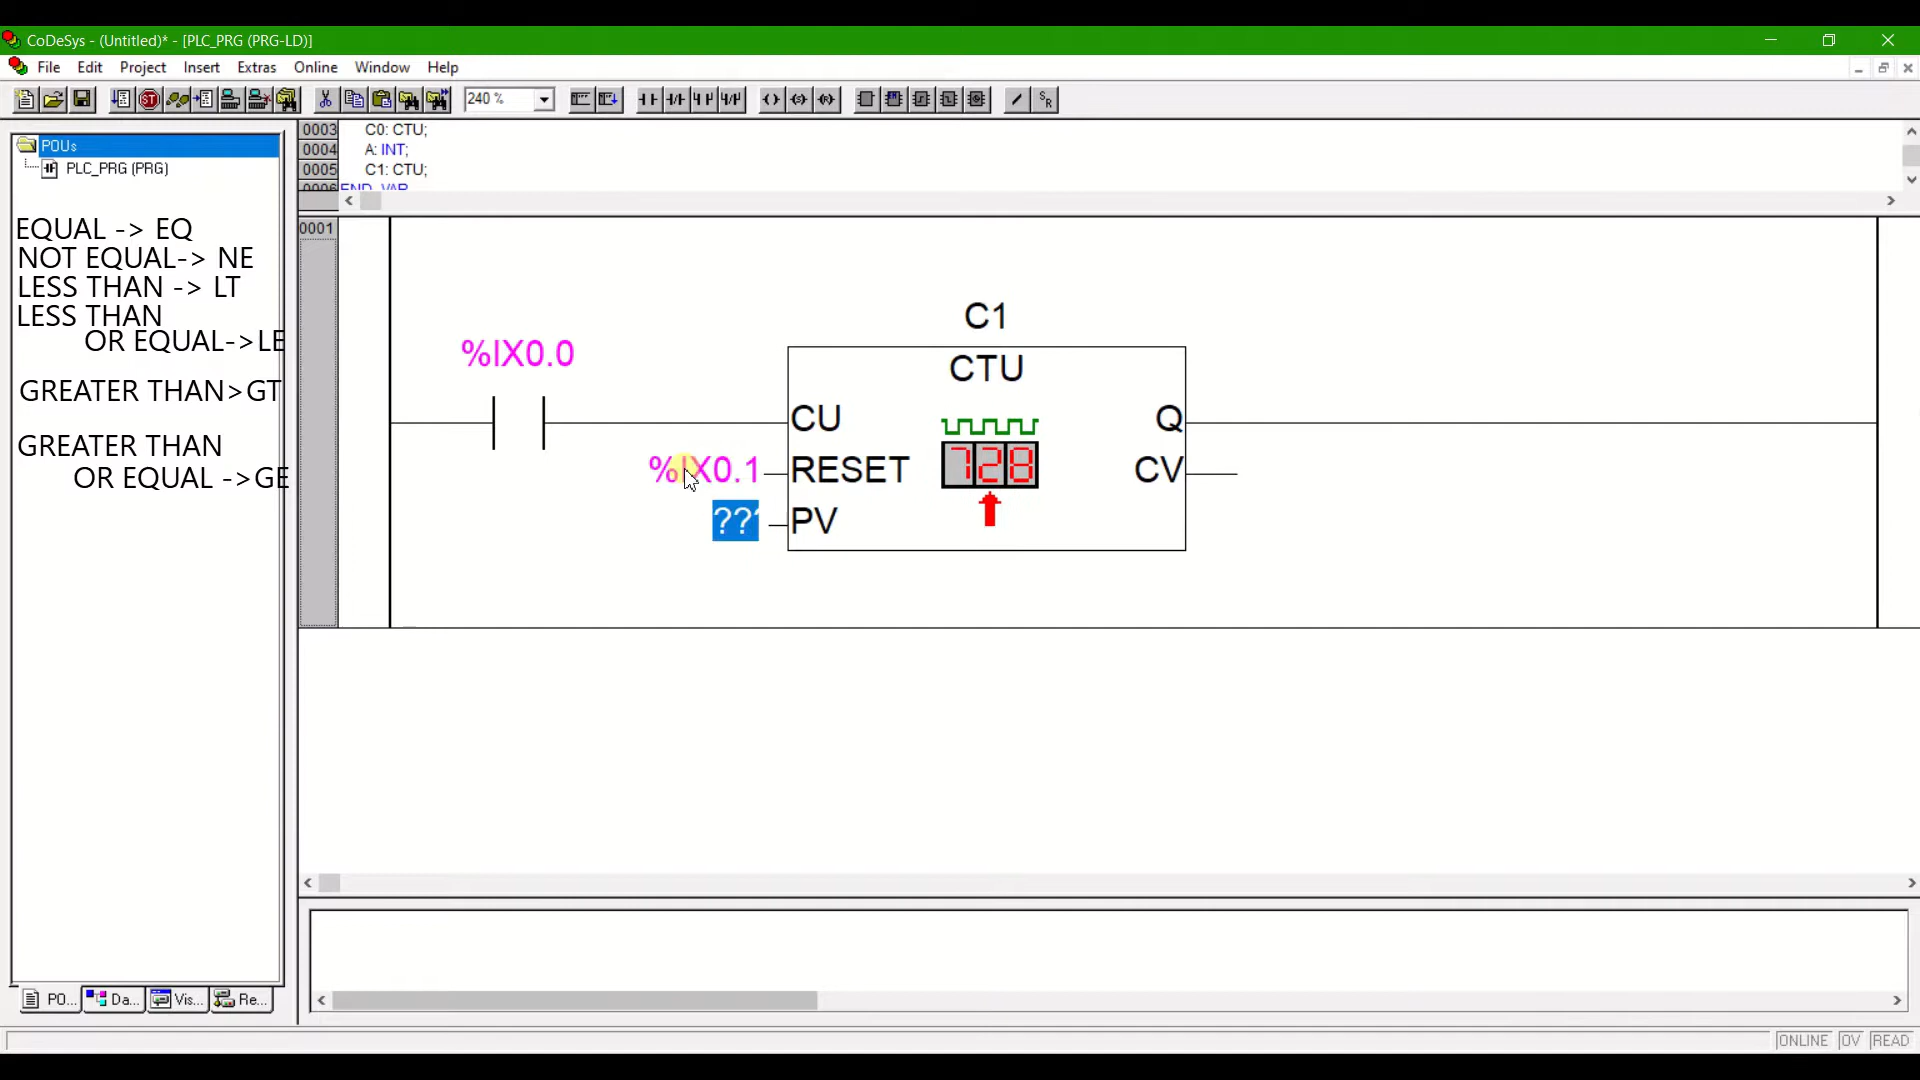 CoDeSys - (Untitled)* - [PLC_PRG (PRG-LD)]
File Edit Project Insert Extras Online Window Help
240 %
POUs
PLC_PRG (PRG)
EQUAL -> EQ
NOT EQUAL-> NE
LESS THAN -> LT
LESS THAN
OR EQUAL->LE
GREATER THAN>GT
GREATER THAN
OR EQUAL ->GE
PO... Da... Vis... Re...
0003 C0: CTU;
0004 A: INT;
0005 C1: CTU;
0006 END_VAR
0001
C1
%IX0.0
CTU
CU Q
%IX0.1 RESET 728 CV
??? PV
ONLINE OV READ